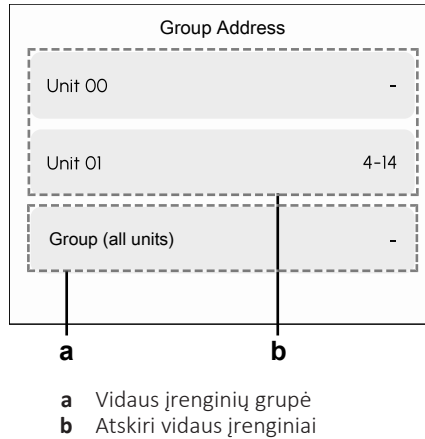 Group Address
Unit 00 -
Unit 01 4-14
Group (all units) -
a b
a Vidaus įrenginių grupė
b Atskiri vidaus įrenginiai